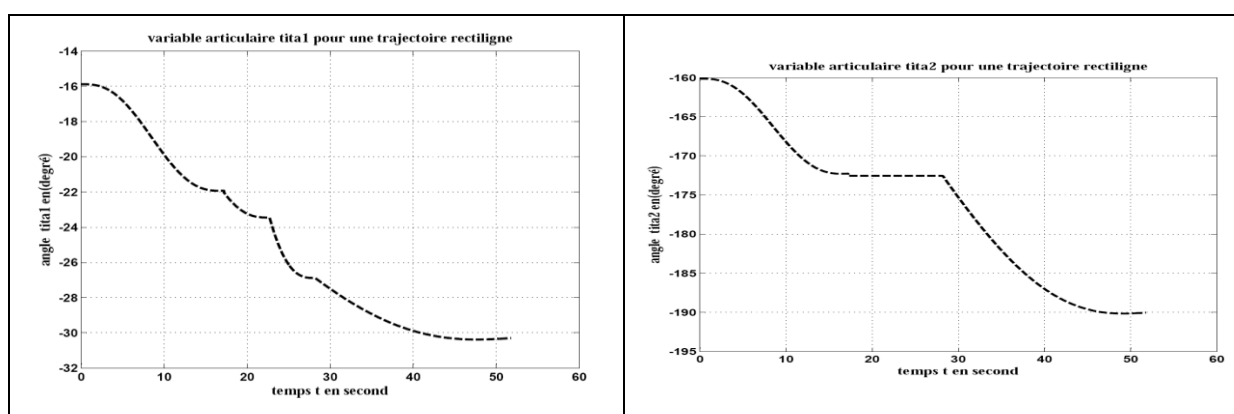 variable articulaire tita1 pour une trajectoire rectiligne
-14
-16
-18
-20
-22
-24
-26
-28
-30
-32
angle tita1 en(degré)
0 10 20 30 40 50 60
temps t en second
variable articulaire tita2 pour une trajectoire rectiligne
-160
-165
-170
-175
-180
-185
-190
-195
angle tita2 en(degré)
0 10 20 30 40 50 60
temps t en second